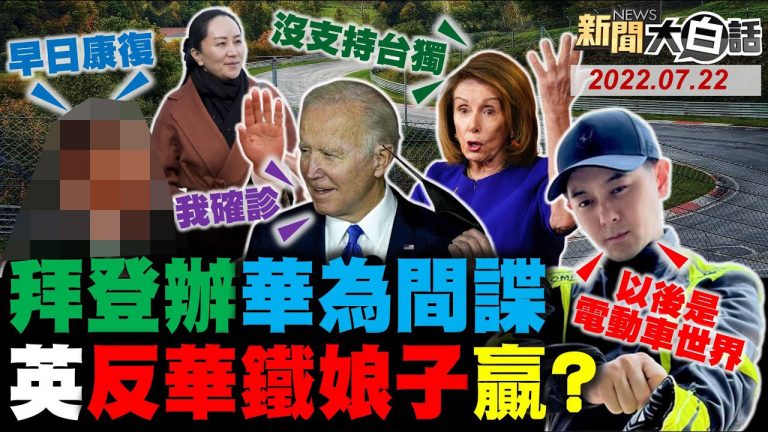 NEWS
新聞大白話
2022.07.22
早日康復
沒支持台獨
我確診
以後是
電動車世界
拜登辦華為間諜
英反華鐵娘子贏?